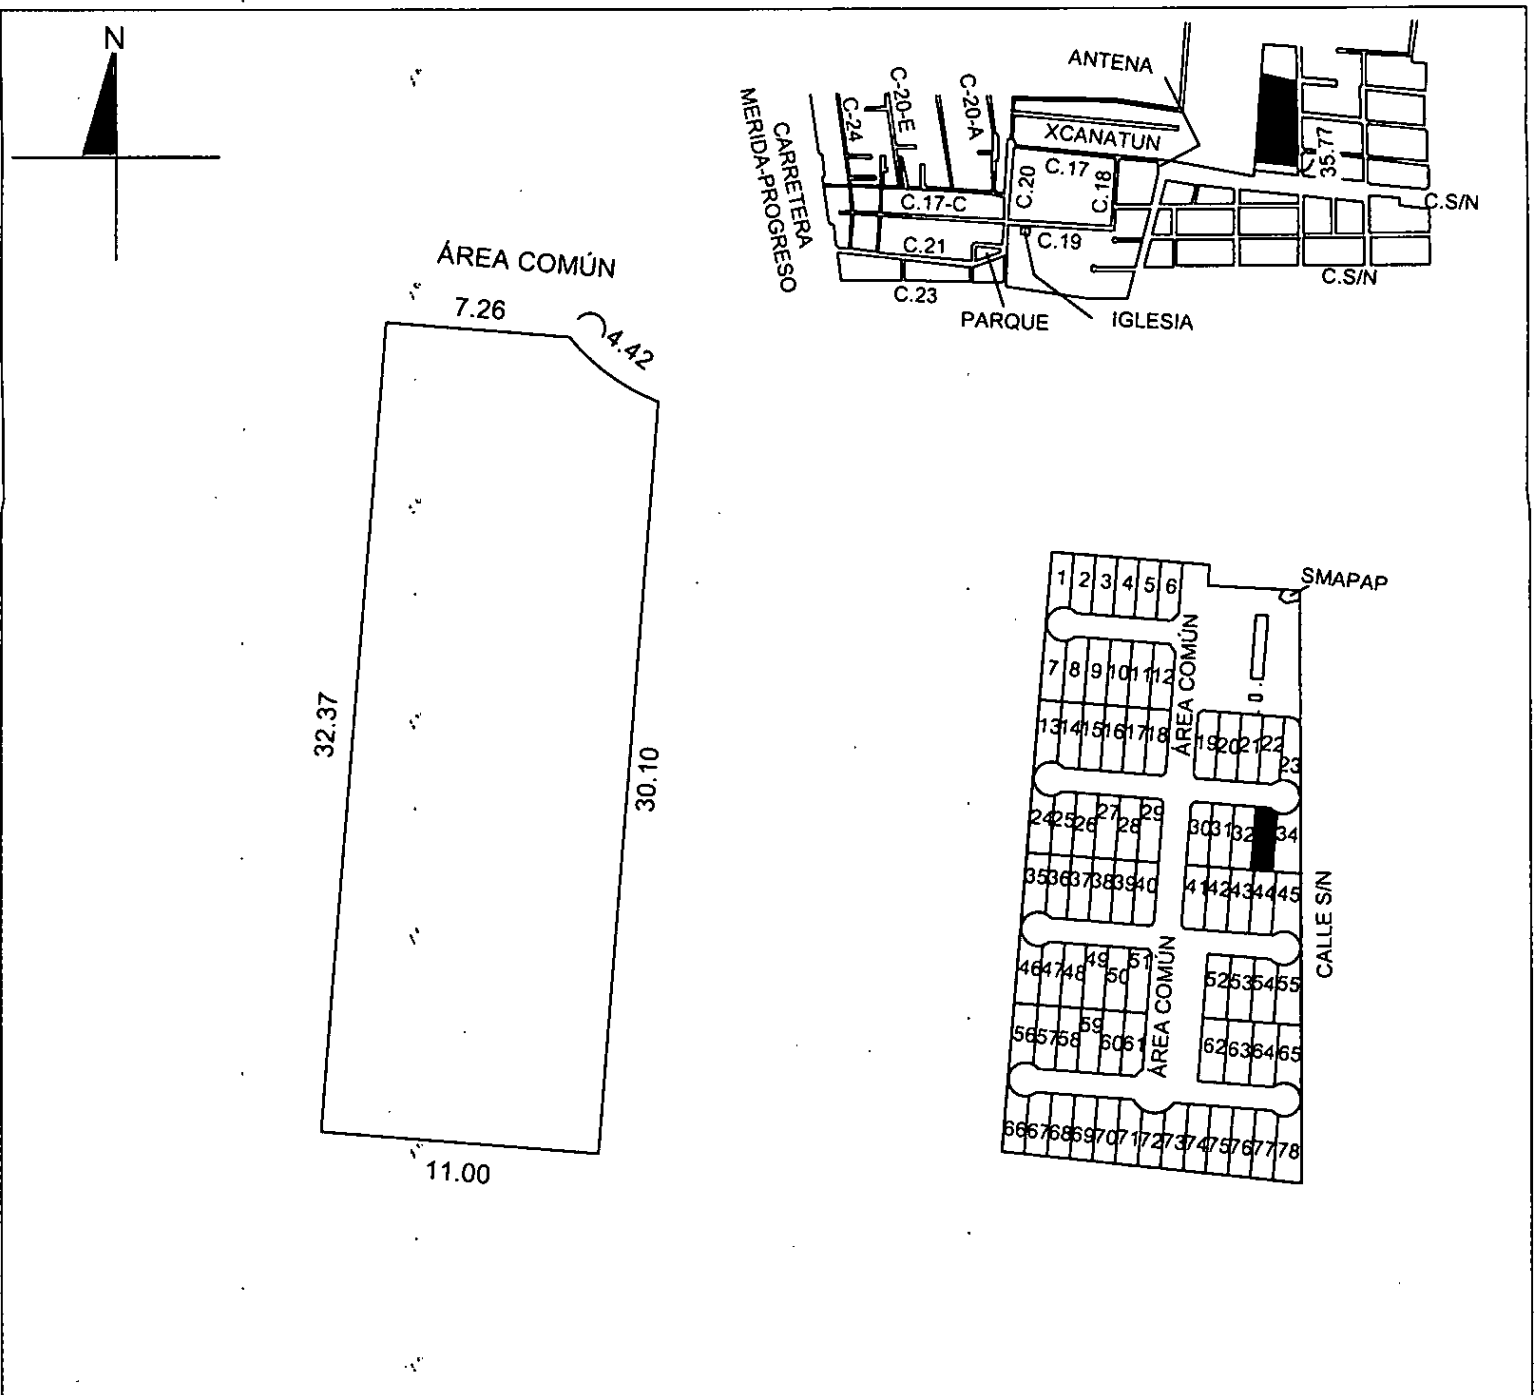 N
ANTENA
MERIDA-PROGRESO
CARRETERA
C-24
C-20-E
C-20-A
XCANATUN
C.17
C.18
C.20
35.77
C.17-C
C.S/N
C.21
C.19
C.S/N
C.23
PARQUE
IGLESIA
ÁREA COMÚN
7.26
4.42
32.37
30.10
11.00
SMAPAP
1 2 3 4 5 6
ÁREA COMÚN
7 8 9 10 11 12
13 14 15 16 17 18
19 20 21 22 23
24 25 26 27 28 29
30 31 32 34
35 36 37 38 39 40
41 42 43 44 45
CALLE S/N
46 47 48 49 50 51
ÁREA COMÚN
52 53 54 55
56 57 58 59 60 61
62 63 64 65
66 67 68 69 70 71 72 73 74 75 76 77 78